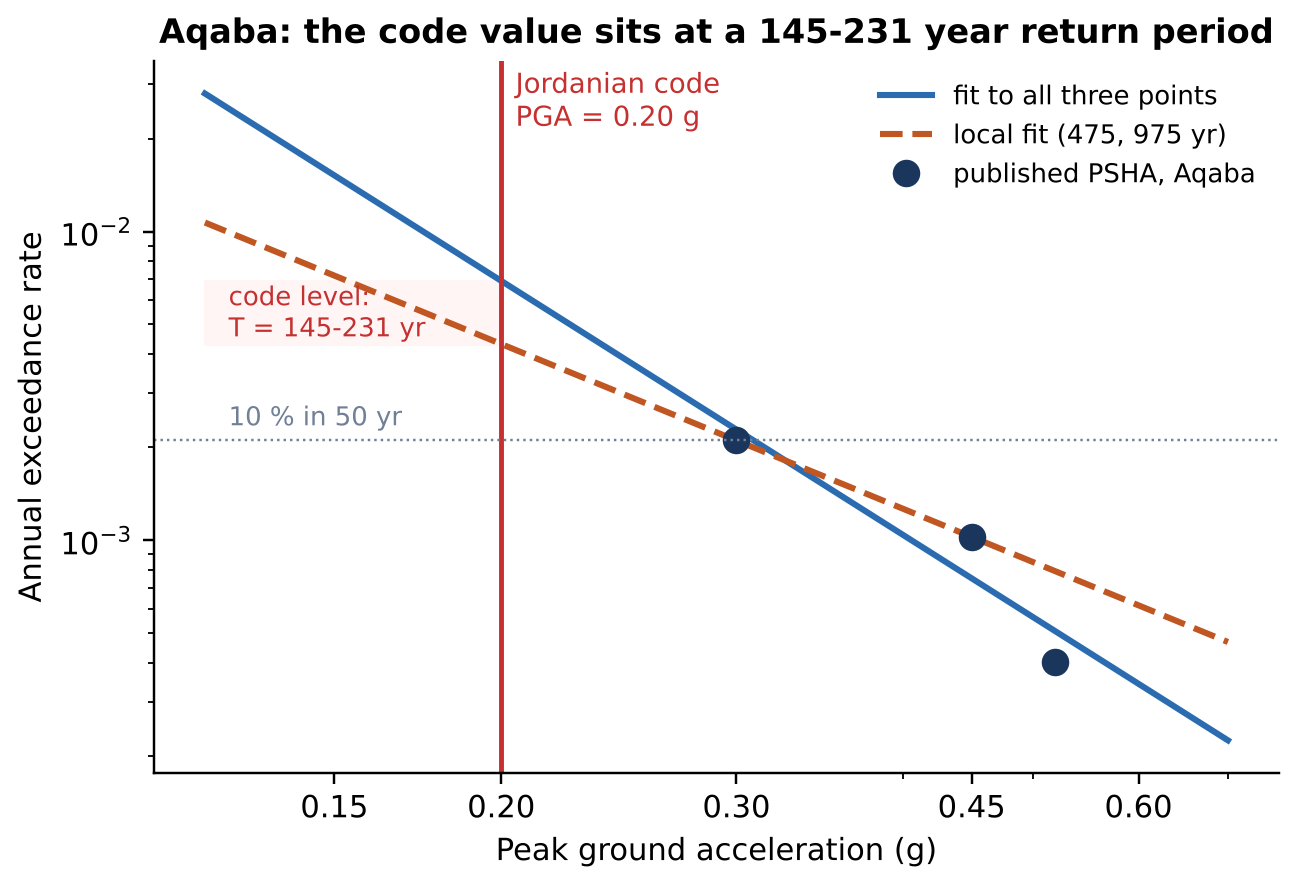 Aqaba: the code value sits at a 145-231 year return period
Jordanian code
PGA = 0.20 g
fit to all three points
local fit (475, 975 yr)
published PSHA, Aqaba
10⁻²
code level:
T = 145-231 yr
10 % in 50 yr
10⁻³
Annual exceedance rate
0.15
0.20
0.30
0.45
0.60
Peak ground acceleration (g)